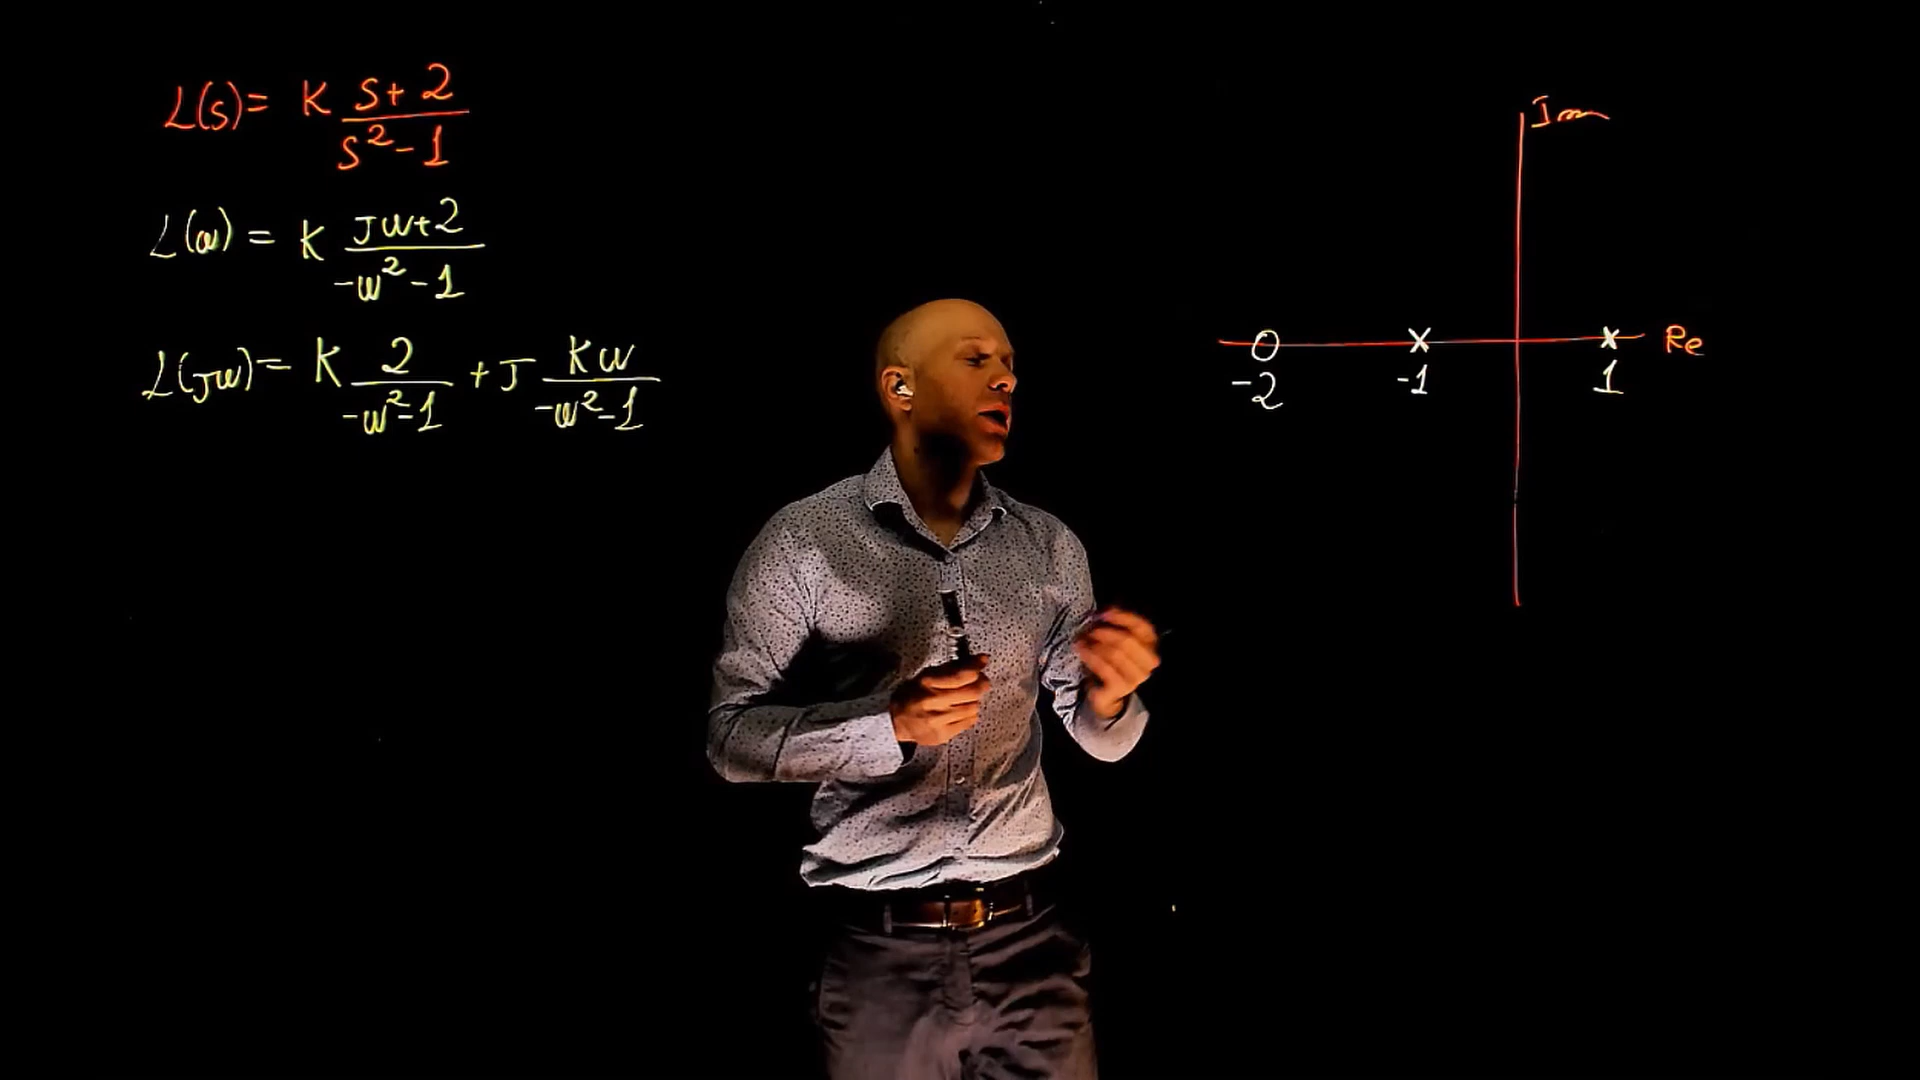 L(s) = K (s+2)/(s²-1)
L(ω) = K (Jω+2)/(-ω²-1)
L(Jω) = K 2/(-ω²-1) + J Kω/(-ω²-1)
Im
Re
-2 -1 1